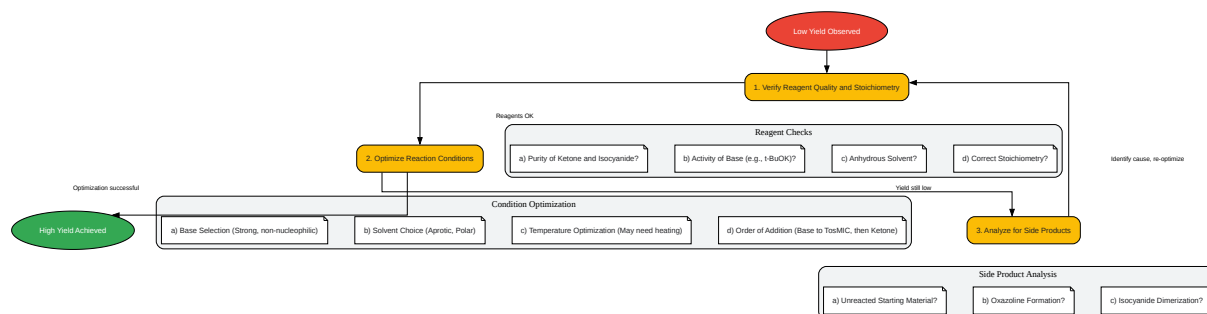 Low Yield Observed
1. Verify Reagent Quality and Stoichiometry
Reagents OK
Reagent Checks
a) Purity of Ketone and Isocyanide?
b) Activity of Base (e.g., t-BuOK)?
c) Anhydrous Solvent?
d) Correct Stoichiometry?
2. Optimize Reaction Conditions
Identify cause, re-optimize
Optimization successful
Yield still low
Condition Optimization
a) Base Selection (Strong, non-nucleophilic)
b) Solvent Choice (Aprotic, Polar)
c) Temperature Optimization (May need heating)
d) Order of Addition (Base to TosMIC, then Ketone)
High Yield Achieved
3. Analyze for Side Products
Side Product Analysis
a) Unreacted Starting Material?
b) Oxazoline Formation?
c) Isocyanide Dimerization?